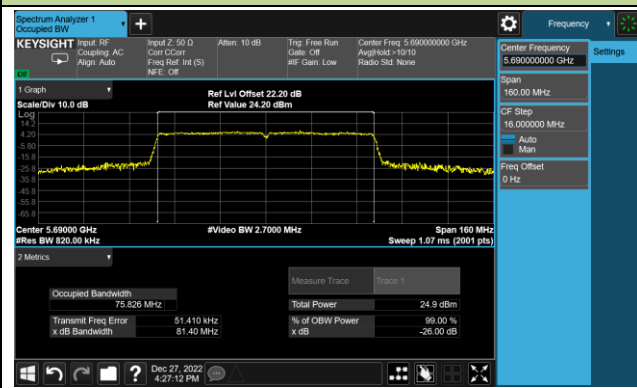 Spectrum Analyzer 1
Occupied BW
+
Frequency
KEYSIGHT
Input: RF
Coupling: AC
Align: Auto
Input Z: 50 Ω
Corr CCorr
Freq Ref: Int (S)
NFE: Off
Atten: 10 dB
Trig: Free Run
Gate: Off
#IF Gain: Low
Center Freq: 5.690000000 GHz
Avg|Hold:>10/10
Radio Std: None
Center Frequency
5.690000000 GHz
Settings
Span
160.00 MHz
CF Step
16.000000 MHz
Auto
Man
Freq Offset
0 Hz
1 Graph
Scale/Div 10.0 dB
Ref Lvl Offset 22.20 dB
Ref Value 24.20 dBm
Log
14.2
4.20
-5.80
-15.8
-25.8
-35.8
-45.8
-55.8
-65.8
Center 5.69000 GHz
#Res BW 820.00 kHz
#Video BW 2.7000 MHz
Span 160 MHz
Sweep 1.07 ms (2001 pts)
2 Metrics
Measure Trace
Trace 1
Occupied Bandwidth
75.826 MHz
Total Power
24.9 dBm
Transmit Freq Error
51.410 kHz
% of OBW Power
99.00 %
x dB Bandwidth
81.40 MHz
x dB
-26.00 dB
?
Dec 27, 2022
4:27:12 PM